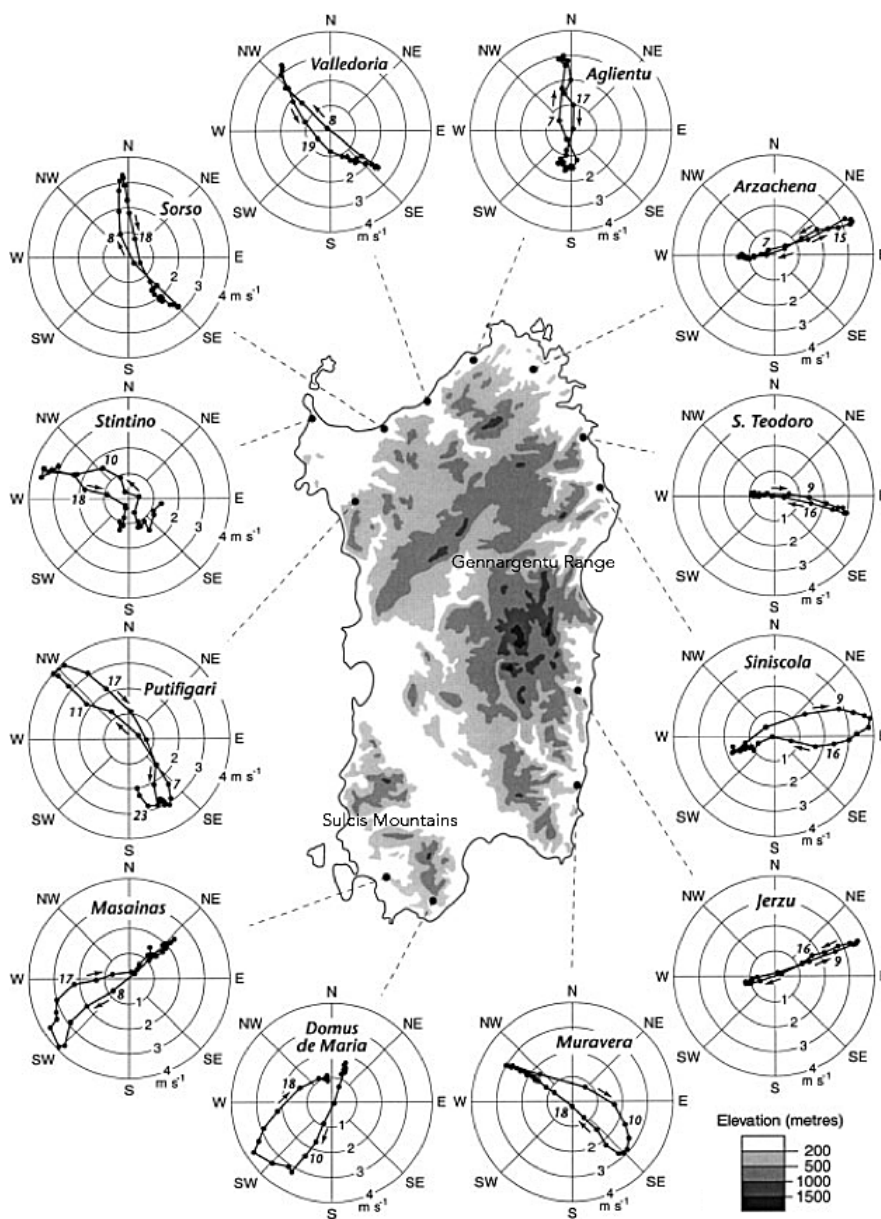 N
NW
NE
Valledoria
8
W
E
19
2
3
4
m s⁻¹
SW
SE
S
N
NW
NE
Aglientu
17
7
W
E
2
3
4
m s⁻¹
SW
SE
S
N
NW
NE
Sorso
8
18
W
E
2
3
4
m s⁻¹
SW
SE
S
N
NW
NE
Arzachena
7
15
W
E
1
2
3
4
m s⁻¹
SW
SE
S
N
NW
NE
Stintino
10
18
W
E
2
3
4
m s⁻¹
SW
SE
S
N
NW
NE
S. Teodoro
9
16
W
E
1
2
3
4
m s⁻¹
SW
SE
S
Gennargentu Range
Sulcis Mountains
N
NW
NE
Putifigari
17
11
W
E
2
3
4
m s⁻¹
7
23
SW
SE
S
N
NW
NE
Siniscola
9
16
W
E
1
2
3
4
m s⁻¹
SW
SE
S
N
NW
NE
Masainas
17
8
W
E
1
2
3
4
m s⁻¹
SW
SE
S
N
NW
NE
Jerzu
16
9
W
E
1
2
3
4
m s⁻¹
SW
SE
S
N
NW
NE
Domus
de Maria
18
10
W
E
1
2
3
4
m s⁻¹
SW
SE
S
N
NW
NE
Muravera
18
10
W
E
1
2
3
4
m s⁻¹
SW
SE
S
Elevation (metres)
200
500
1000
1500